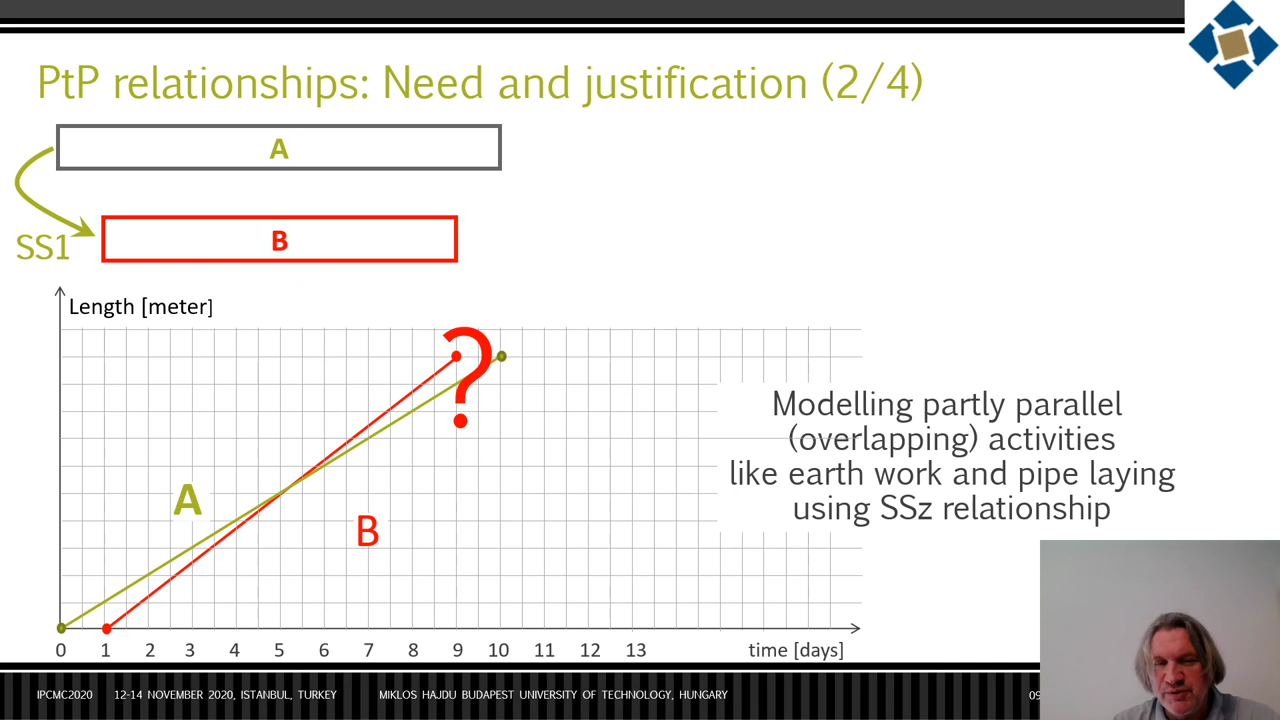 PtP relationships: Need and justification (2/4)
A
B
SS1
Length [meter]
?
A
B
Modelling partly parallel
(overlapping) activities
like earth work and pipe laying
using SSz relationship
0 1 2 3 4 5 6 7 8 9 10 11 12 13 time [days]
IPCMC2020 12-14 NOVEMBER 2020, ISTANBUL, TURKEY MIKLOS HAJDU BUDAPEST UNIVERSITY OF TECHNOLOGY, HUNGARY 09